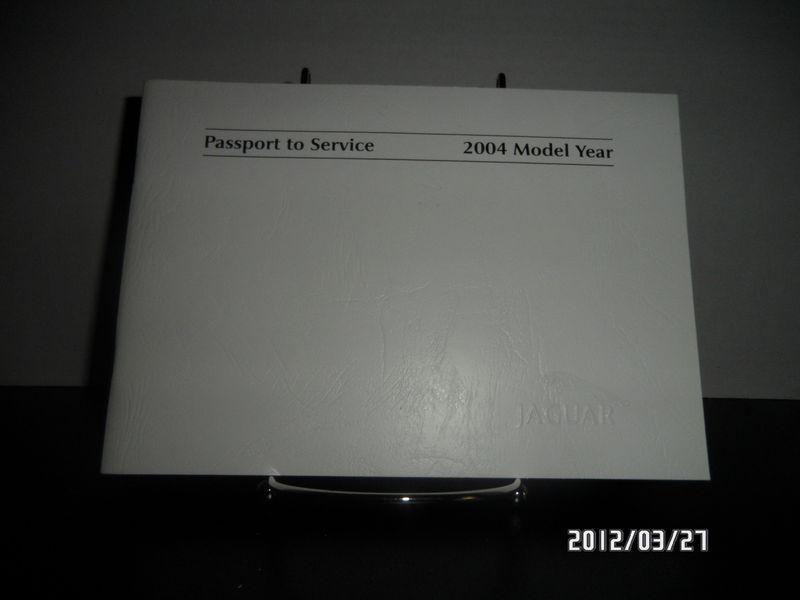 Passport to Service 2004 Model Year
JAGUAR
2012/03/27